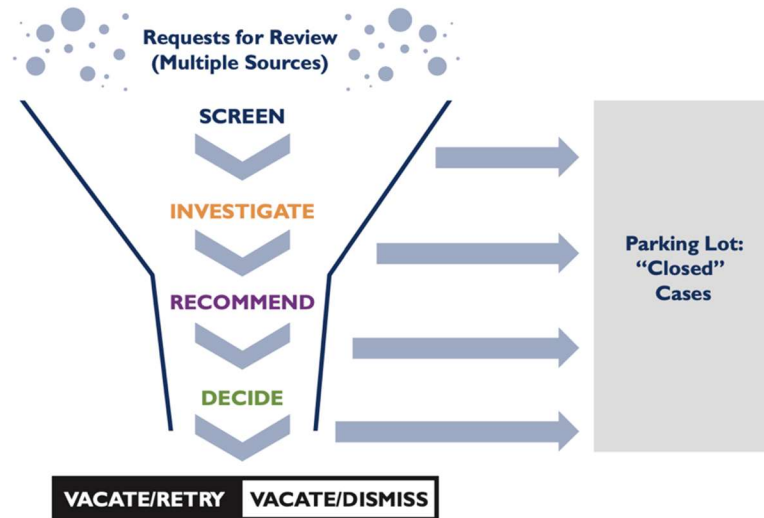 Requests for Review
(Multiple Sources)
SCREEN
INVESTIGATE
RECOMMEND
DECIDE
Parking Lot:
“Closed”
Cases
VACATE/RETRY
VACATE/DISMISS